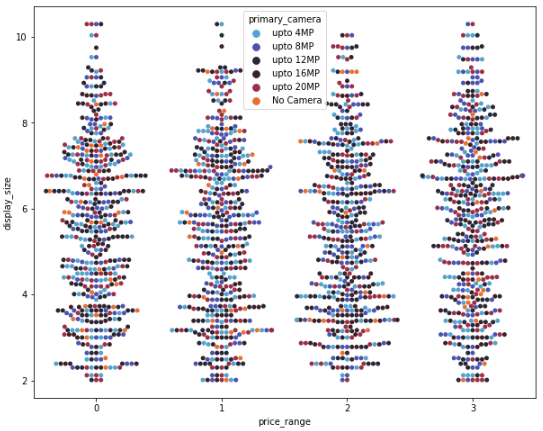 primary_camera
upto 4MP
upto 8MP
upto 12MP
upto 16MP
upto 20MP
No Camera
10
8
6
4
2
display_size
0 1 2 3
price_range